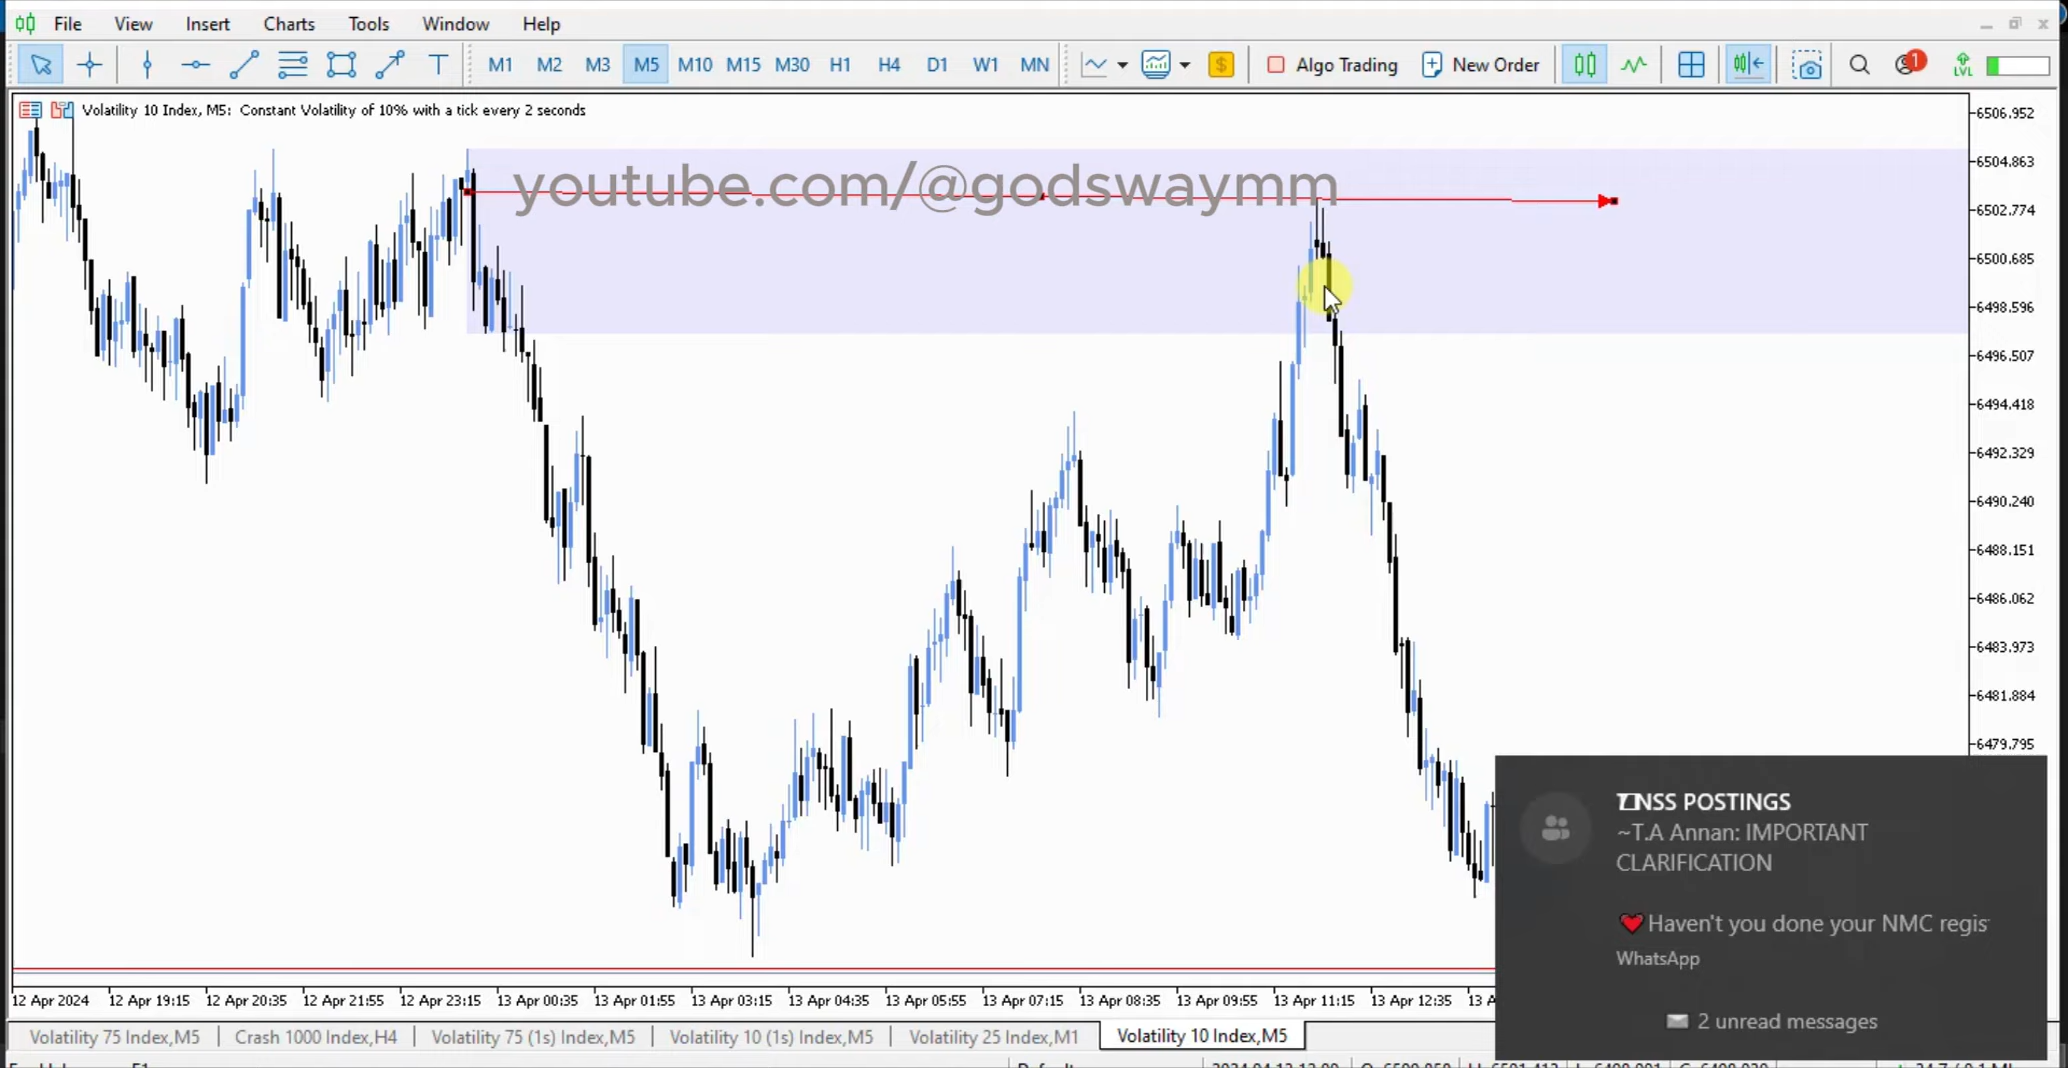 File View Insert Charts Tools Window Help
M1 M2 M3 M5 M10 M15 M30 H1 H4 D1 W1 MN $ Algo Trading New Order 1 LVL
Volatility 10 Index, M5: Constant Volatility of 10% with a tick every 2 seconds
youtube.com/@godswaymm
6506.952
6504.863
6502.774
6500.685
6498.596
6496.507
6494.418
6492.329
6490.240
6488.151
6486.062
6483.973
6481.884
6479.795
NSS POSTINGS
~T.A Annan: IMPORTANT
CLARIFICATION
Haven't you done your NMC regis
WhatsApp
2 unread messages
12 Apr 2024 12 Apr 19:15 12 Apr 20:35 12 Apr 21:55 12 Apr 23:15 13 Apr 00:35 13 Apr 01:55 13 Apr 03:15 13 Apr 04:35 13 Apr 05:55 13 Apr 07:15 13 Apr 08:35 13 Apr 09:55 13 Apr 11:15 13 Apr 12:35
Volatility 75 Index,M5 Crash 1000 Index,H4 Volatility 75 (1s) Index,M5 Volatility 10 (1s) Index,M5 Volatility 25 Index,M1 Volatility 10 Index,M5